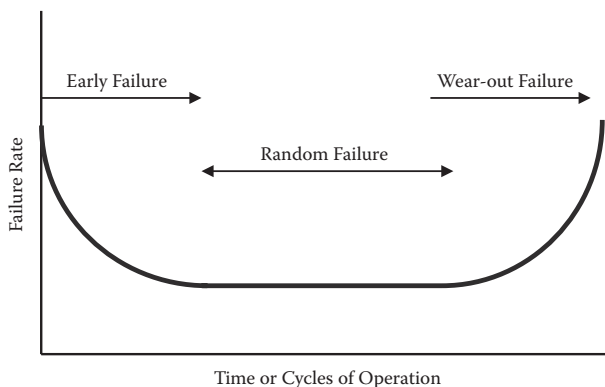 Early Failure
Wear-out Failure
Random Failure
Failure Rate
Time or Cycles of Operation